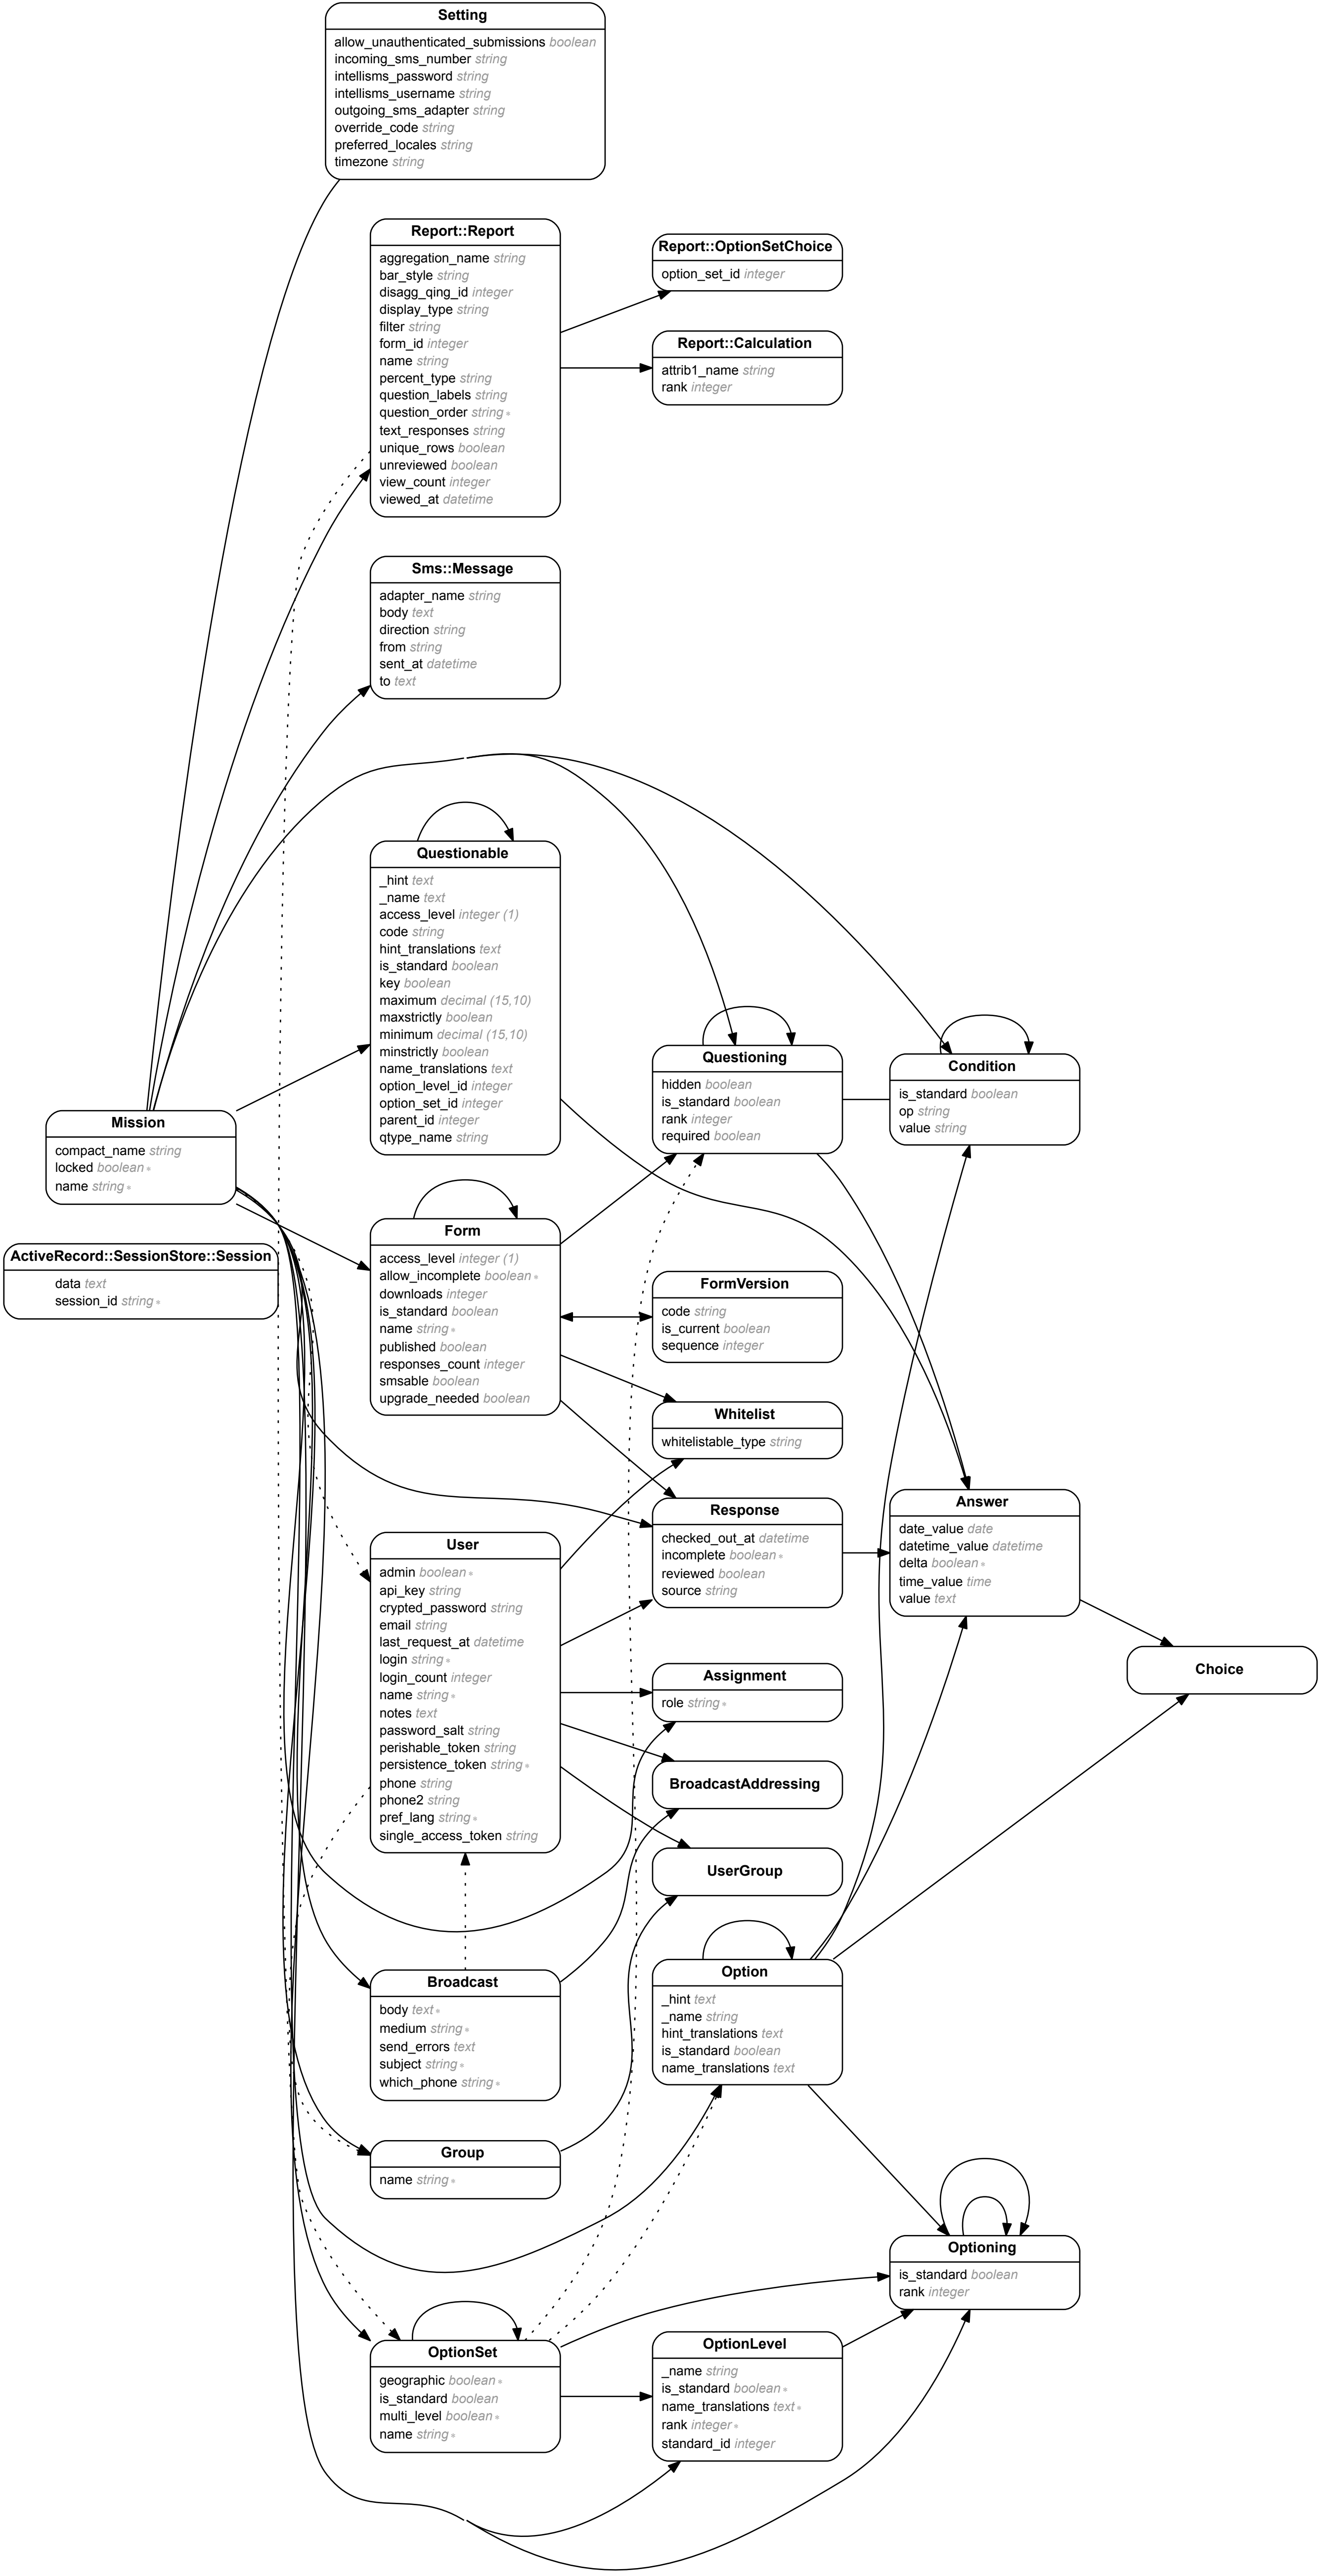 Setting
allow_unauthenticated_submissions boolean
incoming_sms_number string
intellisms_password string
intellisms_username string
outgoing_sms_adapter string
override_code string
preferred_locales string
timezone string
Report::Report
aggregation_name string
bar_style string
disagg_qing_id integer
display_type string
filter string
form_id integer
name string
percent_type string
question_labels string
question_order string *
text_responses string
unique_rows boolean
unreviewed boolean
view_count integer
viewed_at datetime
Report::OptionSetChoice
option_set_id integer
Report::Calculation
attrib1_name string
rank integer
Sms::Message
adapter_name string
body text
direction string
from string
sent_at datetime
to text
Questionable
_hint text
_name text
access_level integer (1)
code string
hint_translations text
is_standard boolean
key boolean
maximum decimal (15,10)
maxstrictly boolean
minimum decimal (15,10)
minstrictly boolean
name_translations text
option_level_id integer
option_set_id integer
parent_id integer
qtype_name string
Questioning
hidden boolean
is_standard boolean
rank integer
required boolean
Condition
is_standard boolean
op string
value string
Mission
compact_name string
locked boolean *
name string *
ActiveRecord::SessionStore::Session
data text
session_id string *
Form
access_level integer (1)
allow_incomplete boolean *
downloads integer
is_standard boolean
name string *
published boolean
responses_count integer
smsable boolean
upgrade_needed boolean
FormVersion
code string
is_current boolean
sequence integer
Whitelist
whitelistable_type string
Response
checked_out_at datetime
incomplete boolean *
reviewed boolean
source string
Answer
date_value date
datetime_value datetime
delta boolean *
time_value time
value text
User
admin boolean *
api_key string
crypted_password string
email string
last_request_at datetime
login string *
login_count integer
name string *
notes text
password_salt string
perishable_token string
persistence_token string *
phone string
phone2 string
pref_lang string *
single_access_token string
Assignment
role string *
Choice
BroadcastAddressing
UserGroup
Broadcast
body text *
medium string *
send_errors text
subject string *
which_phone string *
Option
_hint text
_name string
hint_translations text
is_standard boolean
name_translations text
Group
name string *
Optioning
is_standard boolean
rank integer
OptionSet
geographic boolean *
is_standard boolean
multi_level boolean *
name string *
OptionLevel
_name string
is_standard boolean *
name_translations text *
rank integer *
standard_id integer